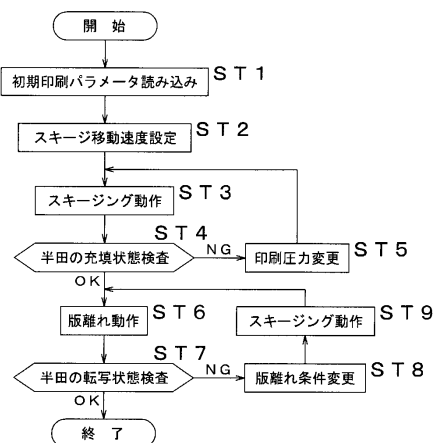 開 始
初期印刷パラメータ読み込み
ST1
スキージ移動速度設定
ST2
スキージング動作
ST3
半田の充填状態検査
ST4
NG
印刷圧力変更
ST5
OK
版離れ動作
ST6
スキージング動作
ST9
半田の転写状態検査
ST7
NG
版離れ条件変更
ST8
OK
終 了